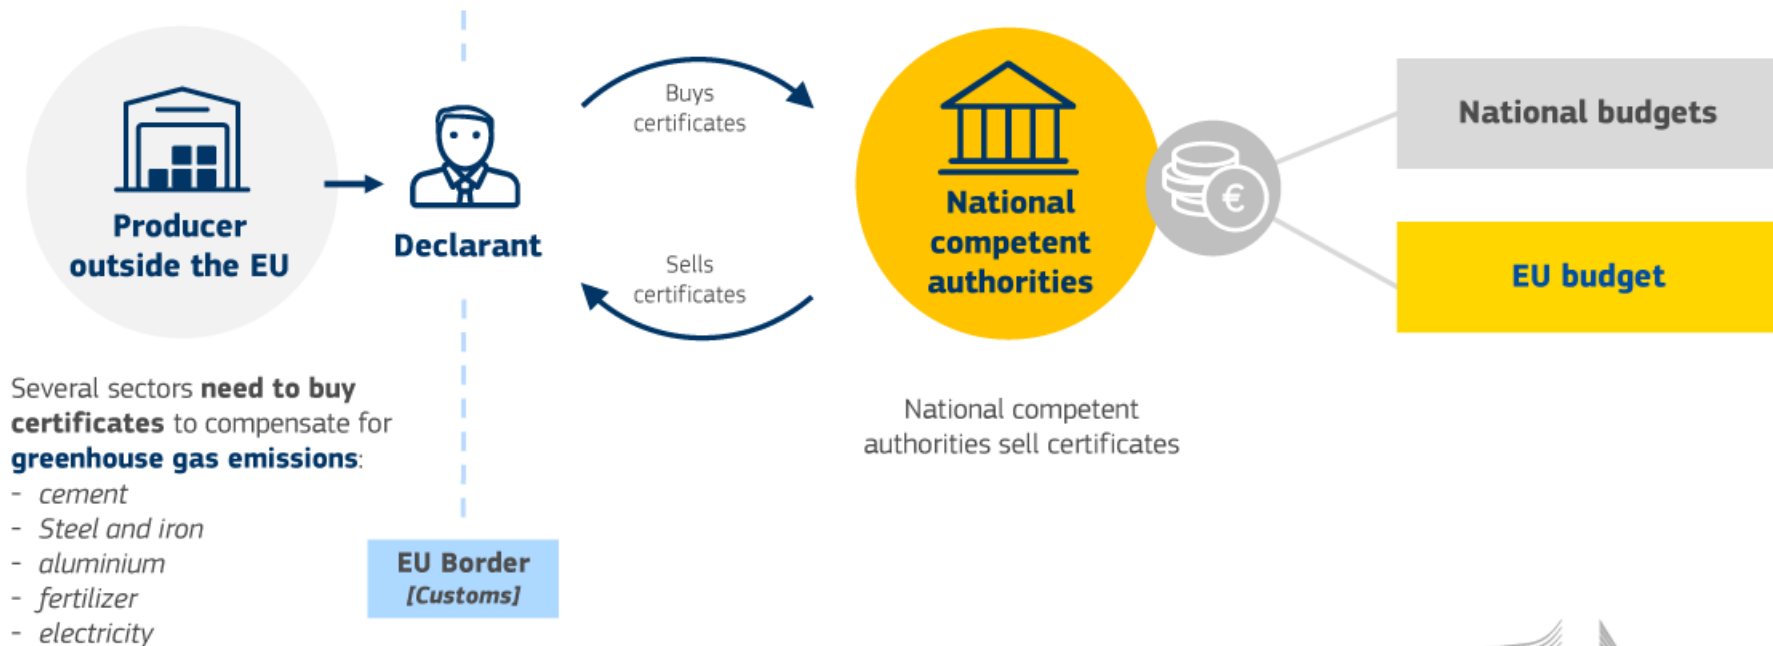 Buys
certificates
National budgets
Producer
outside the EU
Declarant
National
competent
authorities
€
Sells
certificates
EU budget
Several sectors need to buy
certificates to compensate for
greenhouse gas emissions:
- cement
- Steel and iron
- aluminium
- fertilizer
- electricity
National competent
authorities sell certificates
EU Border
[Customs]